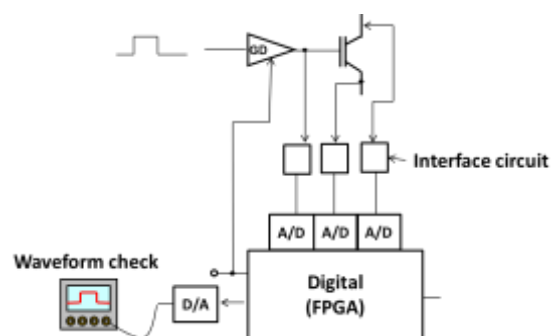 GD
Interface circuit
A/D A/D A/D
Waveform check
D/A
Digital
(FPGA)